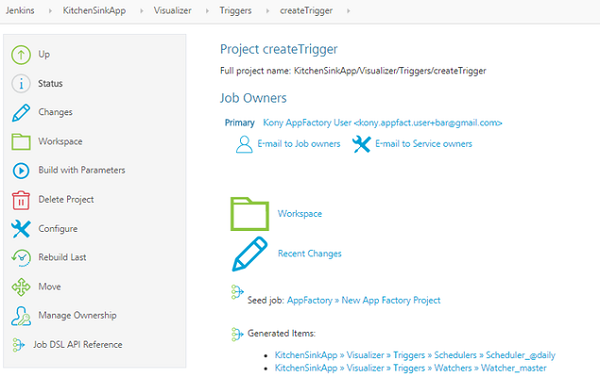 Jenkins KitchenSinkApp Visualizer Triggers createTrigger
Up
Status
Changes
Workspace
Build with Parameters
Delete Project
Configure
Rebuild Last
Move
Manage Ownership
Job DSL API Reference
Project createTrigger
Full project name: KitchenSinkApp/Visualizer/Triggers/createTrigger
Job Owners
Primary Kony AppFactory User <kony.appfact.user+bar@gmail.com>
E-mail to Job owners E-mail to Service owners
Workspace
Recent Changes
Seed job: AppFactory » New App Factory Project
Generated Items:
KitchenSinkApp » Visualizer » Triggers » Schedulers » Scheduler_@daily
KitchenSinkApp » Visualizer » Triggers » Watchers » Watcher_master